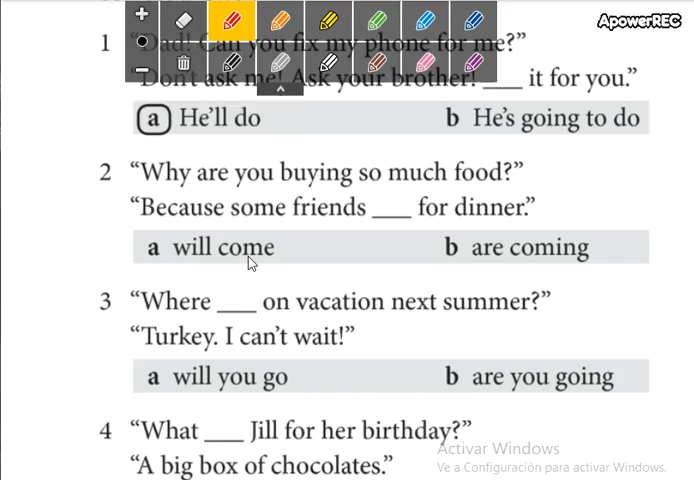 ApowerREC
1 "Dad! Can you fix my phone for me?"
"Don't ask me! Ask your brother! ___ it for you."
a He'll do b He's going to do
2 "Why are you buying so much food?"
"Because some friends ___ for dinner."
a will come b are coming
3 "Where ___ on vacation next summer?"
"Turkey. I can't wait!"
a will you go b are you going
4 "What ___ Jill for her birthday?"
"A big box of chocolates."
Activar Windows
Ve a Configuración para activar Windows.